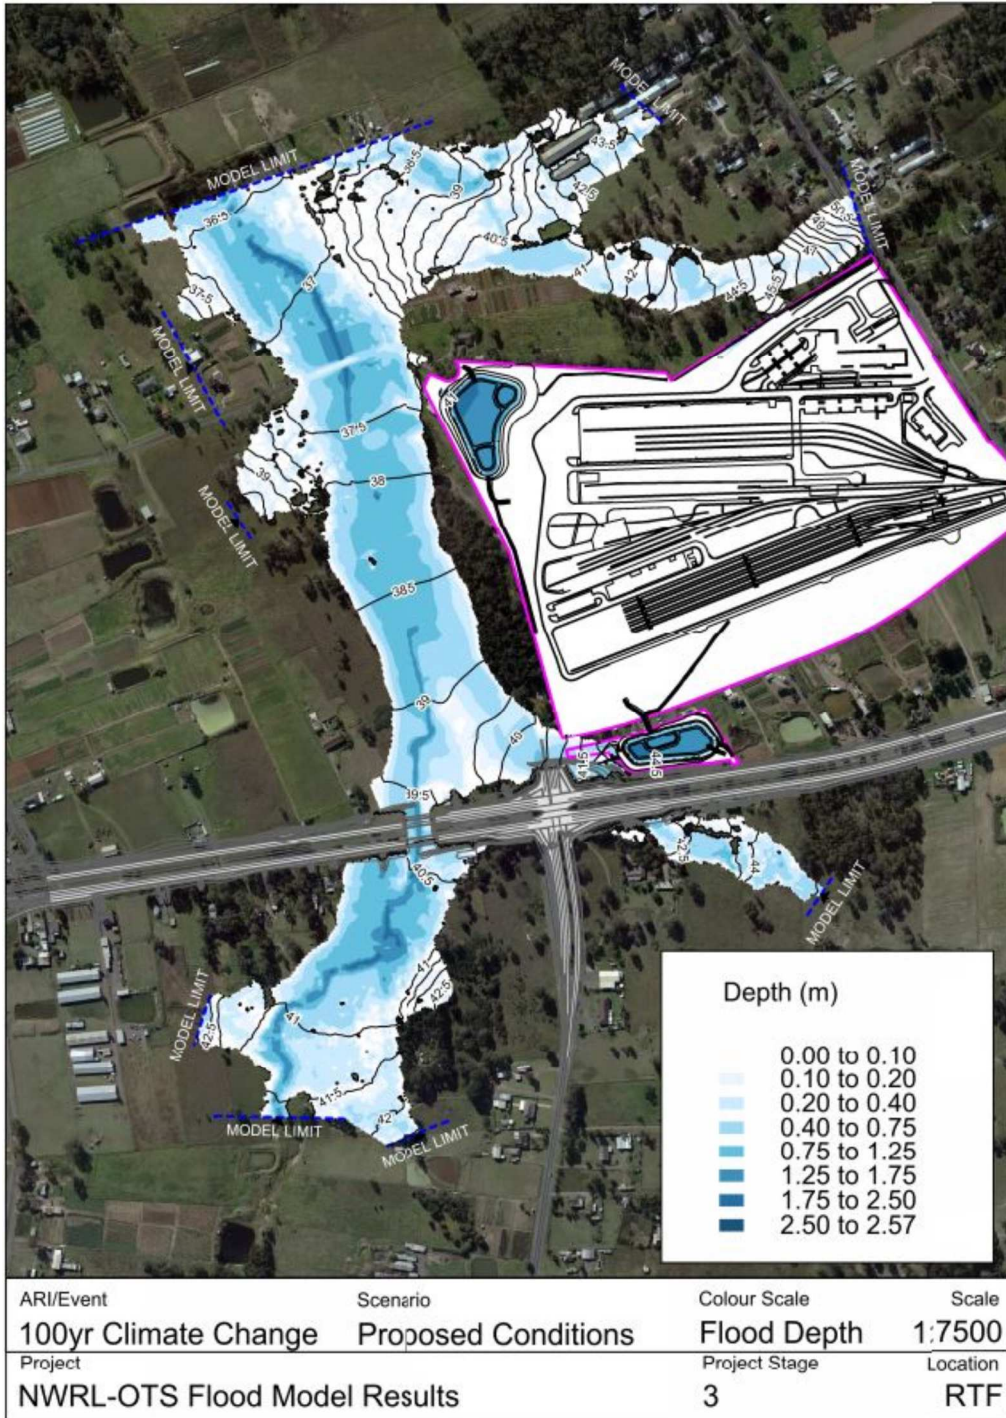 MODEL LIMIT
43.5
MODEL LIMIT
38.5
39
42.5
36.5
MODEL LIMIT
40.5
41
42
47
44.5
45.5
37
37.5
MODEL LIMIT
41
37.5
39
38
MODEL LIMIT
38.5
39
40
41.5
44.5
39.5
40.5
42.5
44
MODEL LIMIT
41
42.5
MODEL LIMIT
42.5
41
41.5
42
MODEL LIMIT
MODEL LIMIT
Depth (m)
0.00 to 0.10
0.10 to 0.20
0.20 to 0.40
0.40 to 0.75
0.75 to 1.25
1.25 to 1.75
1.75 to 2.50
2.50 to 2.57
ARI/Event Scenario Colour Scale Scale
100yr Climate Change Proposed Conditions Flood Depth 1:7500
Project Project Stage Location
NWRL-OTS Flood Model Results 3 RTF